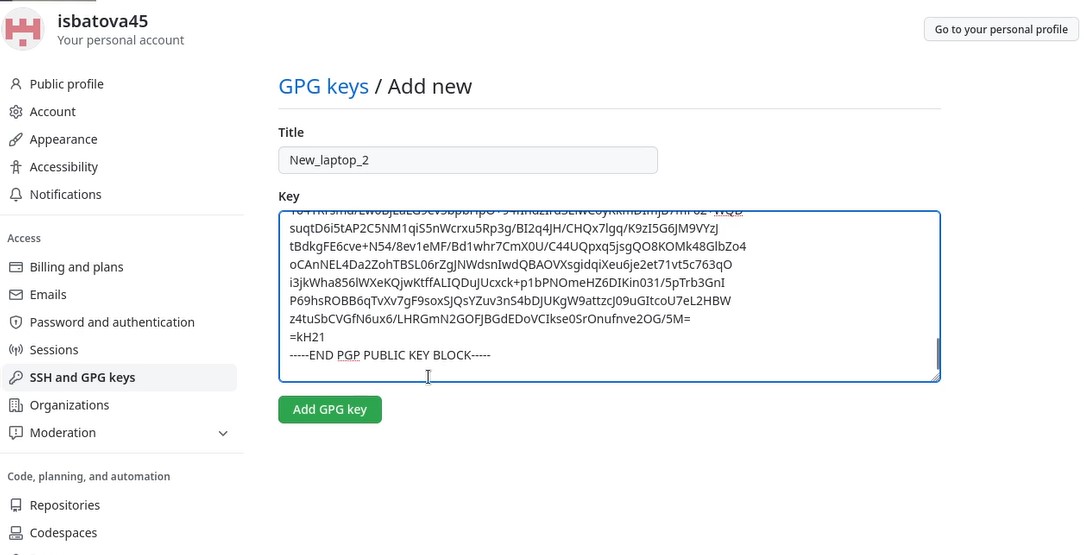 isbatova45
Your personal account
Go to your personal profile
Public profile
Account
Appearance
Accessibility
Notifications
Access
Billing and plans
Emails
Password and authentication
Sessions
SSH and GPG keys
Organizations
Moderation
Code, planning, and automation
Repositories
Codespaces
GPG keys / Add new
Title
New_laptop_2
Key
suqtD6i5tAP2C5NM1qiS5nWcrxu5Rp3g/BI2q4JH/CHQx7lgq/K9zI5G6JM9VYzJ
tBdkgFE6cve+N54/8ev1eMF/Bd1whr7CmX0U/C44UQpxq5jsgQO8KOMk48GlbZo4
oCAnNEL4Da2ZohTBSL06rZgJNWdsnIwdQBAOVXsgidqiXeu6je2et71vt5c763qO
i3jkWha856lWXeKQjwKtffALIQDuJUcxck+p1bPNOmeHZ6DIKin031/5pTrb3GnI
P69hsROBB6qTvXv7gF9soxSJQsYZuv3nS4bDJUKgW9attzcJ09uGItcoU7eL2HBW
z4tuSbCVGfN6ux6/LHRGmN2GOFJBGdEDoVCIkse0SrOnufnve2OG/5M=
=kH21
-----END PGP PUBLIC KEY BLOCK-----
Add GPG key